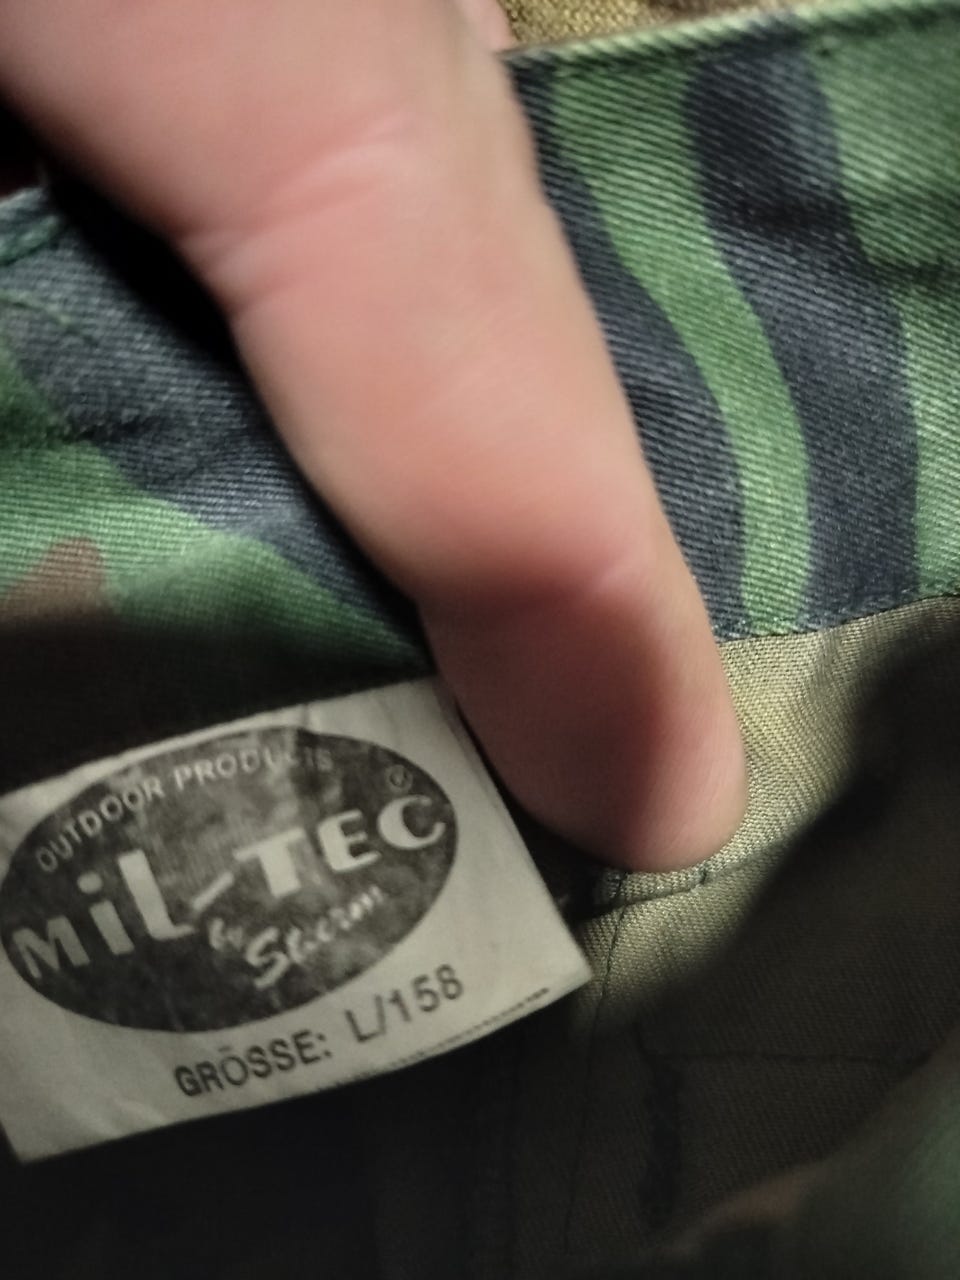 OUTDOOR PRODUCTS
®
MiL-TEC
by Sturm
GRÖSSE: L/158